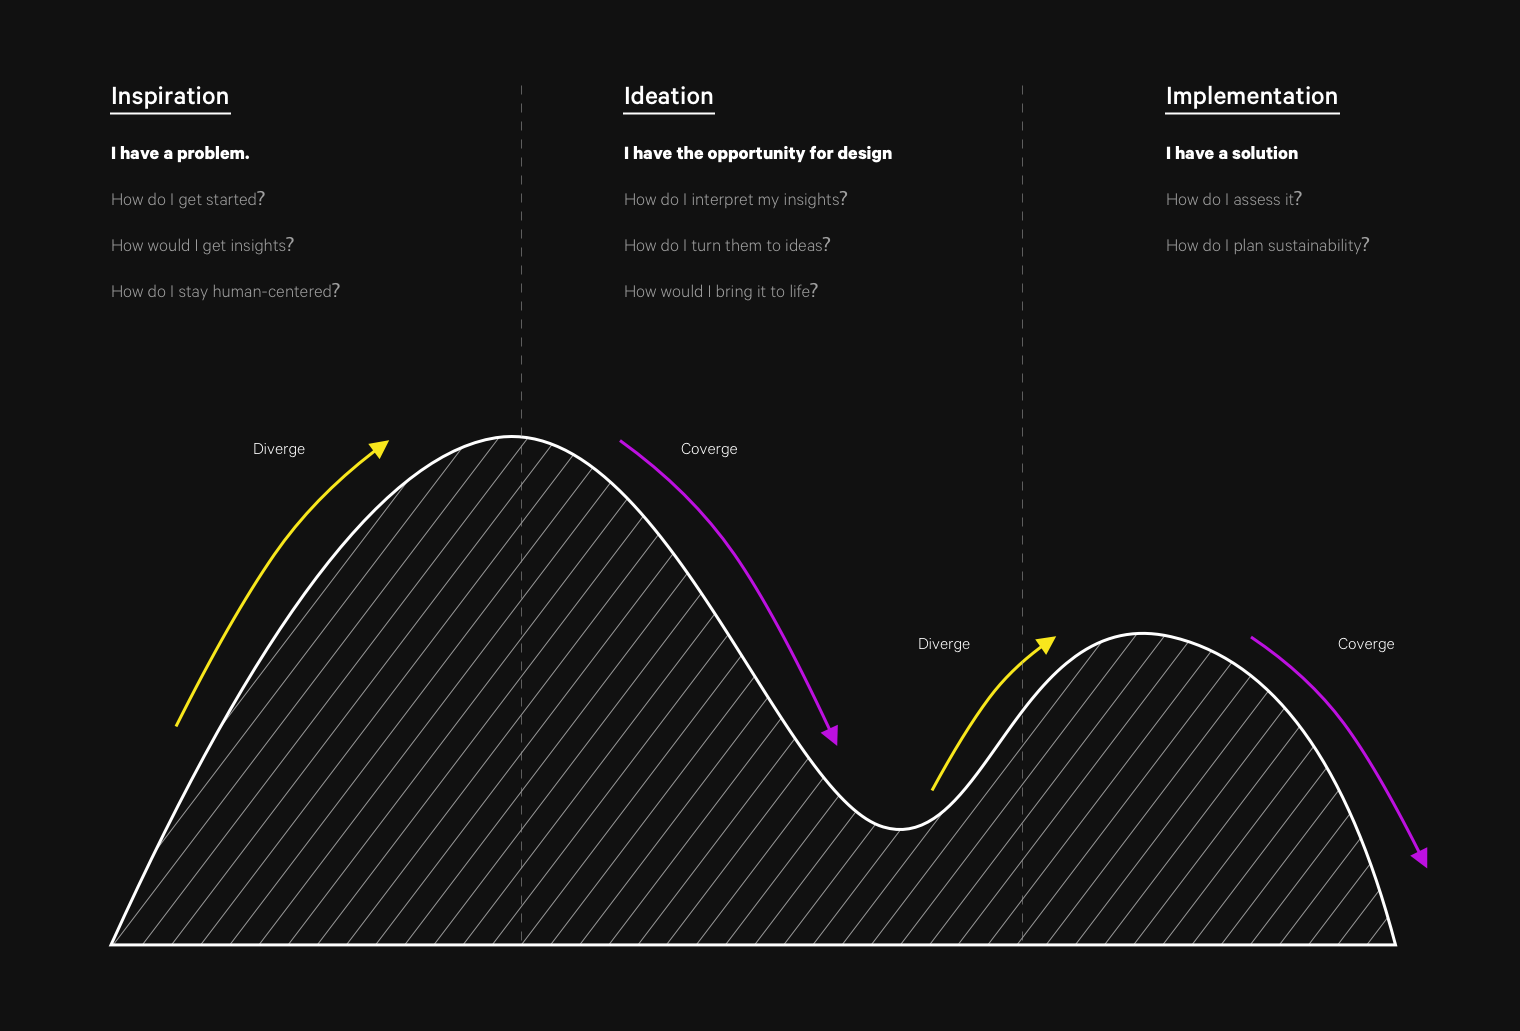 Inspiration
I have a problem.
How do I get started?
How would I get insights?
How do I stay human-centered?
Ideation
I have the opportunity for design
How do I interpret my insights?
How do I turn them to ideas?
How would I bring it to life?
Implementation
I have a solution
How do I assess it?
How do I plan sustainability?
Diverge
Coverge
Diverge
Coverge